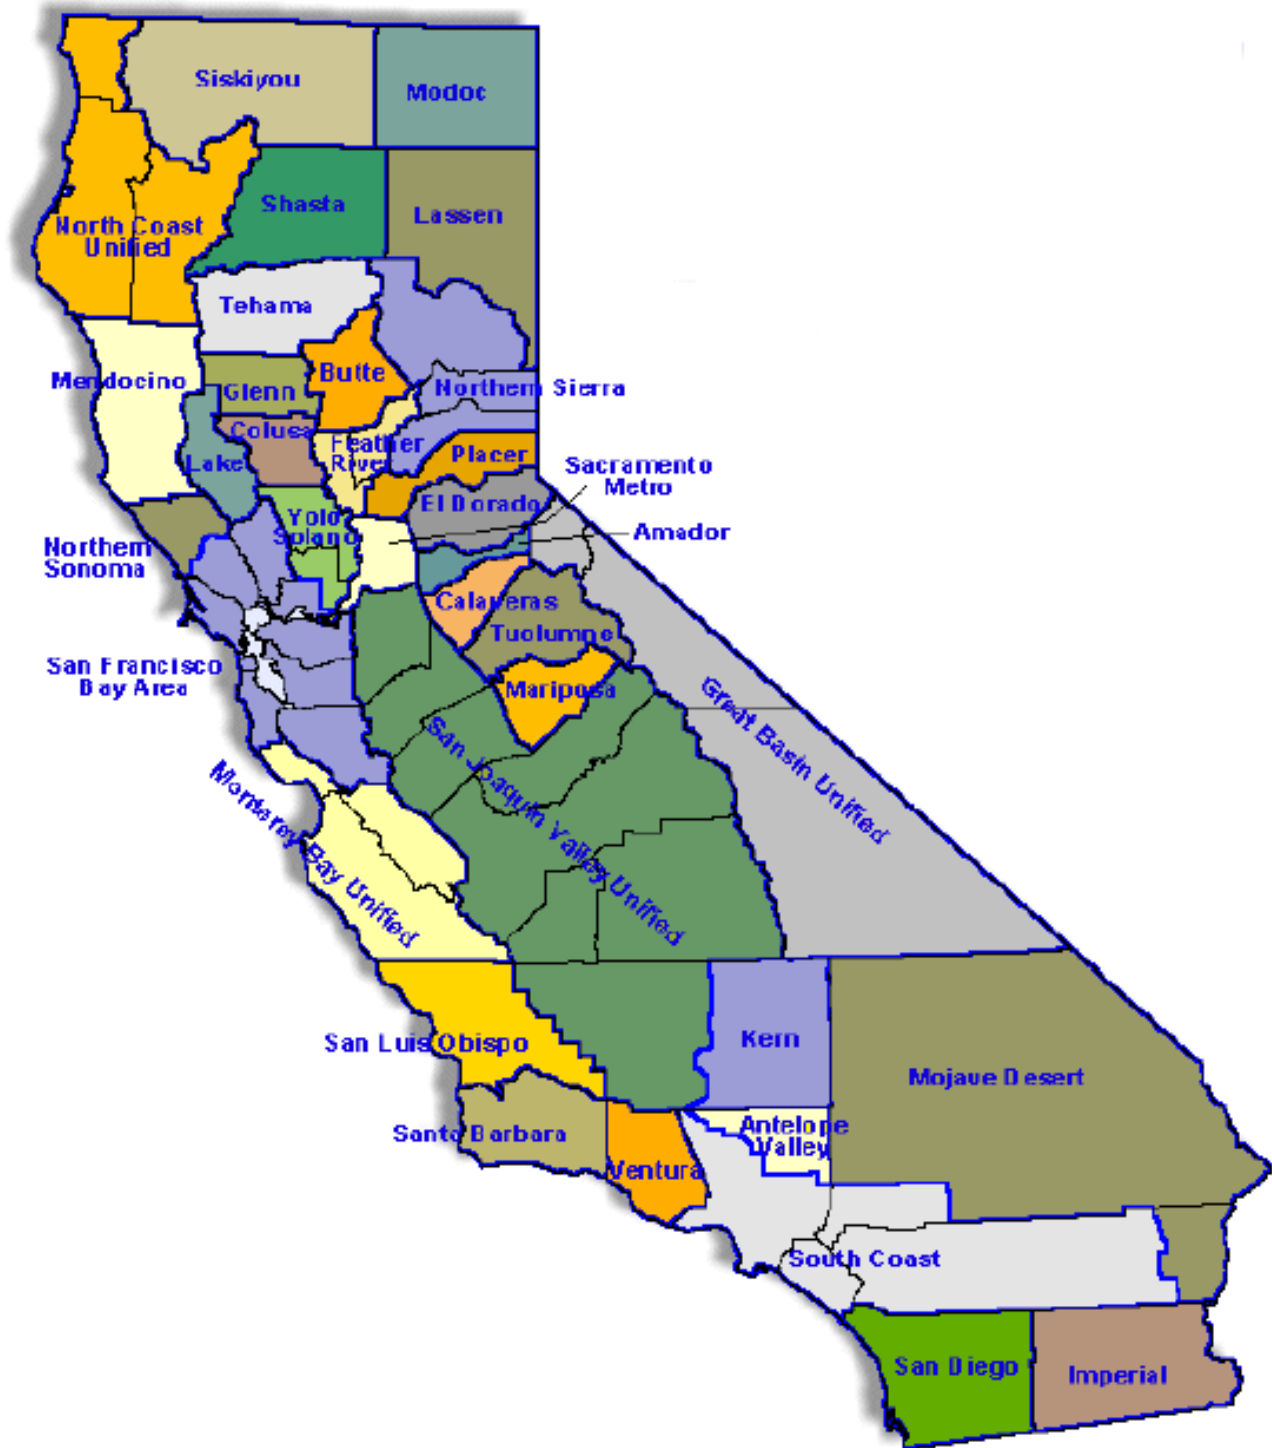 Siskiyou
Modoc
Shasta
Lassen
North Coast
Unified
Tehama
Mendocino
Glenn
Butte
Northern Sierra
Colusa
Feather
River
Lake
Placer
Sacramento
Metro
El Dorado
Yolo
Solano
Amador
Northern
Sonoma
Calaveras
Tuolumne
San Francisco
Bay Area
Mariposa
Great Basin Unified
San Joaquin Valley Unified
Monterey Bay Unified
San Luis Obispo
Kern
Mojave Desert
Santa Barbara
Antelope
Valley
Ventura
South Coast
San Diego
Imperial